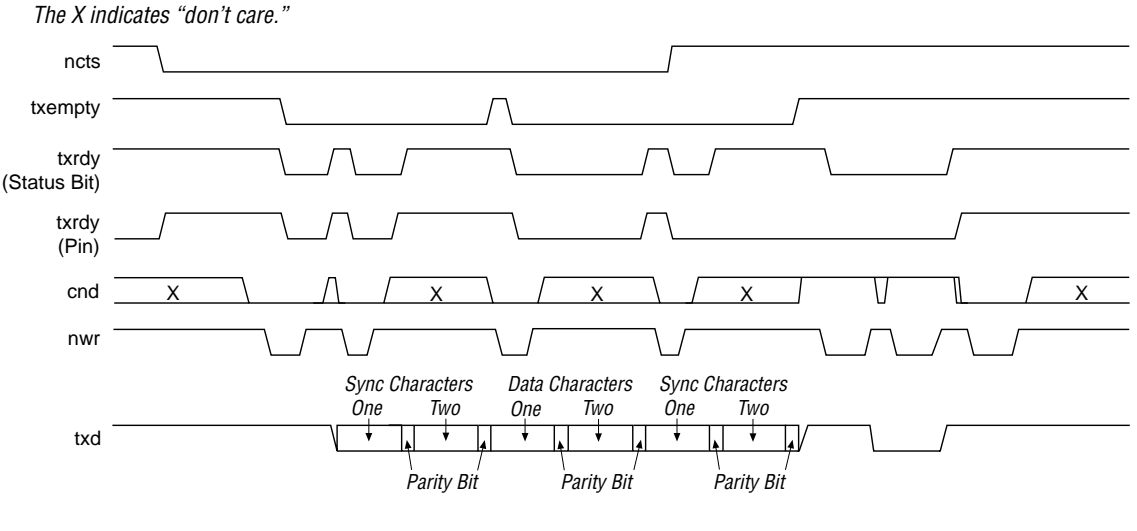 The X indicates “don’t care.”
ncts
txempty
txrdy
(Status Bit)
txrdy
(Pin)
cnd
X
X
X
X
X
nwr
Sync Characters
Data Characters
Sync Characters
One
Two
One
Two
One
Two
txd
Parity Bit
Parity Bit
Parity Bit